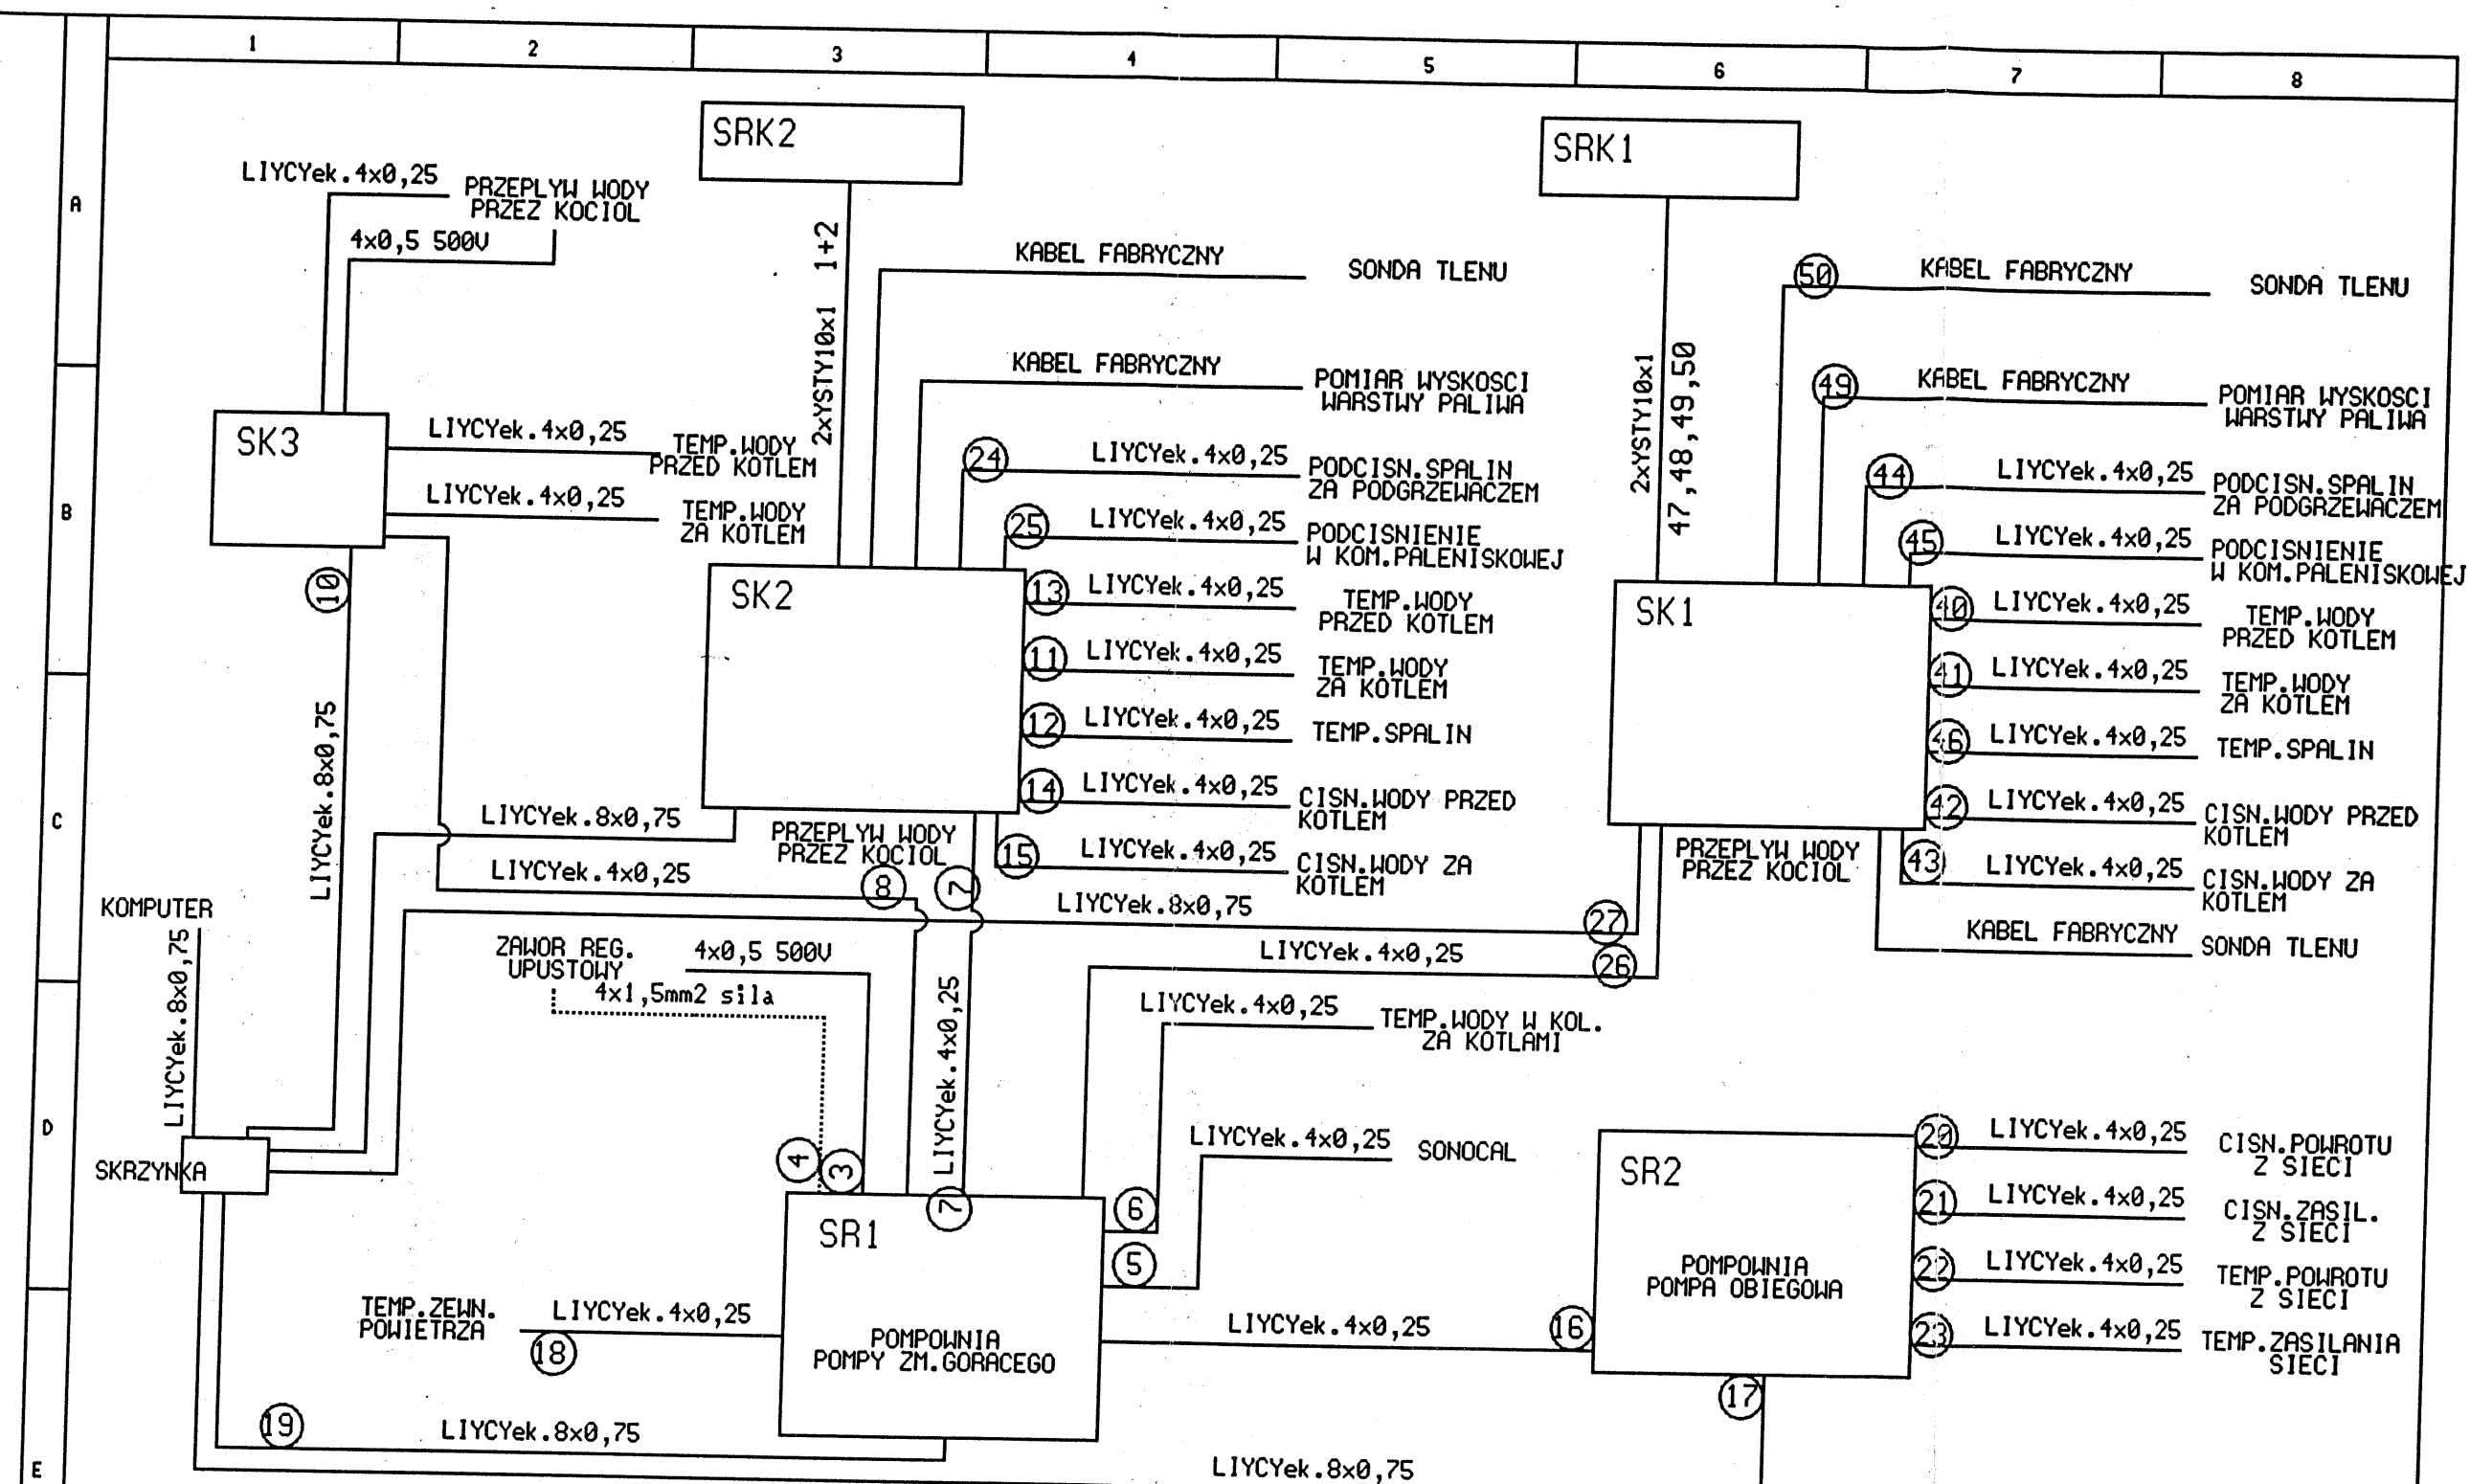 1 2 3 4 5 6 7 8
A
B
C
D
E
SRK2
SRK1
LIYCYek.4x0,25
PRZEPLYW WODY
PRZEZ KOCIOL
4x0,5 500V
2xYSTY10x1 1+2
KABEL FABRYCZNY
SONDA TLENU
KABEL FABRYCZNY
POMIAR WYSKOSCI
WARSTWY PALIWA
2xYSTY10x1
47,48,49,50
50
KABEL FABRYCZNY
SONDA TLENU
49
KABEL FABRYCZNY
POMIAR WYSKOSCI
WARSTWY PALIWA
SK3
LIYCYek.4x0,25
TEMP.WODY
PRZED KOTLEM
LIYCYek.4x0,25
TEMP.WODY
ZA KOTLEM
10
LIYCYek.8x0,75
24
LIYCYek.4x0,25
PODCISN.SPALIN
ZA PODGRZEWACZEM
25
LIYCYek.4x0,25
PODCISNIENIE
W KOM.PALENISKOWEJ
SK2
13
LIYCYek.4x0,25
TEMP.WODY
PRZED KOTLEM
11
LIYCYek.4x0,25
TEMP.WODY
ZA KOTLEM
12
LIYCYek.4x0,25
TEMP.SPALIN
14
LIYCYek.4x0,25
CISN.WODY PRZED
KOTLEM
15
LIYCYek.4x0,25
CISN.WODY ZA
KOTLEM
44
LIYCYek.4x0,25
PODCISN.SPALIN
ZA PODGRZEWACZEM
45
LIYCYek.4x0,25
PODCISNIENIE
W KOM.PALENISKOWEJ
SK1
40
LIYCYek.4x0,25
TEMP.WODY
PRZED KOTLEM
41
LIYCYek.4x0,25
TEMP.WODY
ZA KOTLEM
46
LIYCYek.4x0,25
TEMP.SPALIN
42
LIYCYek.4x0,25
CISN.WODY PRZED
KOTLEM
43
LIYCYek.4x0,25
CISN.WODY ZA
KOTLEM
KABEL FABRYCZNY
SONDA TLENU
LIYCYek.8x0,75
PRZEPLYW WODY
PRZEZ KOCIOL
LIYCYek.4x0,25
8
7
PRZEPLYW WODY
PRZEZ KOCIOL
LIYCYek.8x0,75
27
LIYCYek.4x0,25
26
KOMPUTER
LIYCYek.8x0,75
ZAWOR REG.
UPUSTOWY
4x0,5 500V
4x1,5mm2 sila
LIYCYek.4x0,25
LIYCYek.4x0,25
TEMP.WODY W KOL.
ZA KOTLAMI
SKRZYNKA
4
3
7
6
5
LIYCYek.4x0,25
SONOCAL
SR1
POMPOWNIA
POMPY ZM.GORACEGO
TEMP.ZEWN.
POWIETRZA
LIYCYek.4x0,25
18
LIYCYek.4x0,25
16
SR2
POMPOWNIA
POMPA OBIEGOWA
20
LIYCYek.4x0,25
CISN.POWROTU
Z SIECI
21
LIYCYek.4x0,25
CISN.ZASIL.
Z SIECI
22
LIYCYek.4x0,25
TEMP.POWROTU
Z SIECI
23
LIYCYek.4x0,25
TEMP.ZASILANIA
SIECI
17
19
LIYCYek.8x0,75
LIYCYek.8x0,75